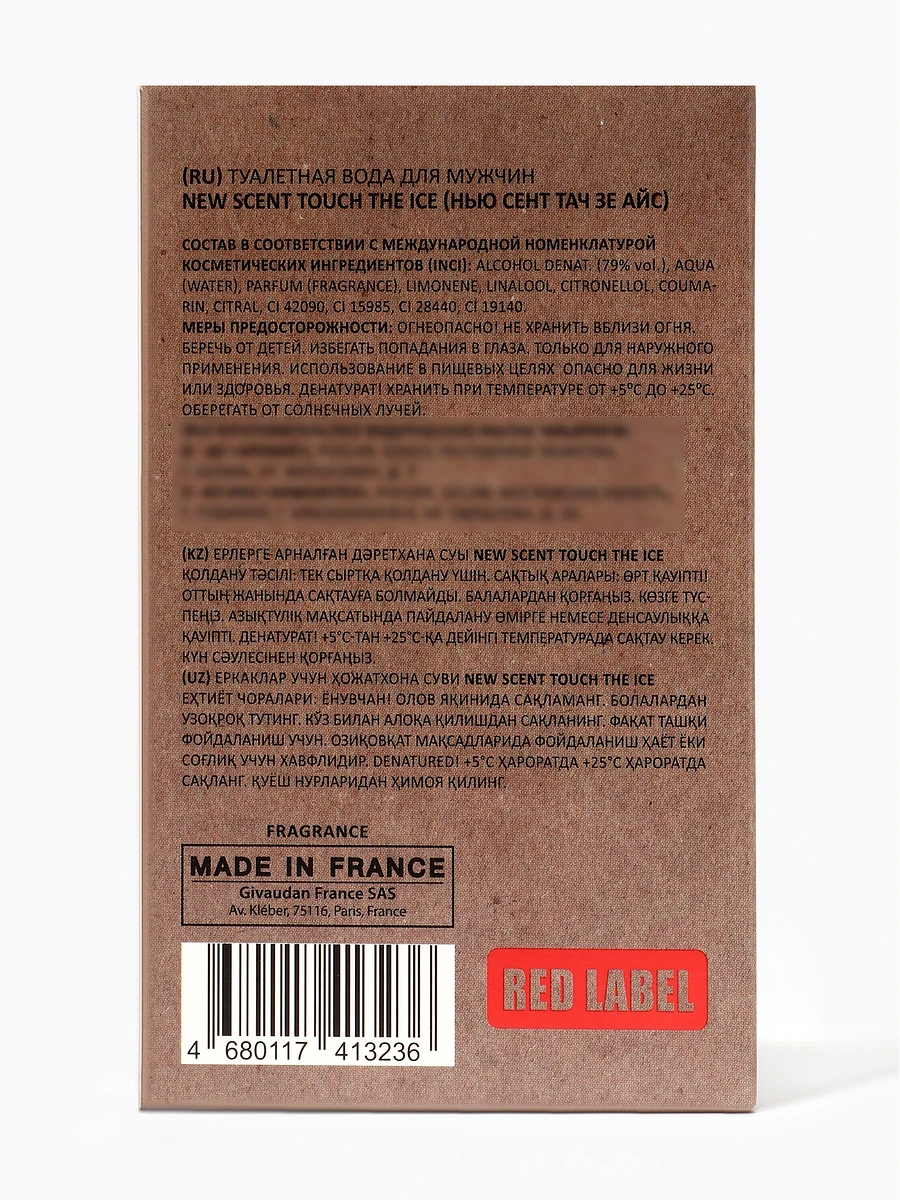 (RU) ТУАЛЕТНАЯ ВОДА ДЛЯ МУЖЧИН
NEW SCENT TOUCH THE ICE (НЬЮ СЕНТ ТАЧ ЗЕ АЙС)
СОСТАВ В СООТВЕТСТВИИ С МЕЖДУНАРОДНОЙ НОМЕНКЛАТУРОЙ
КОСМЕТИЧЕСКИХ ИНГРЕДИЕНТОВ (INCI): ALCOHOL DENAT. (79% vol.), AQUA
(WATER), PARFUM (FRAGRANCE), LIMONENE, LINALOOL, CITRONELLOL, COUMA-
RIN, CITRAL, CI 42090, CI 15985, CI 28440, CI 19140.
МЕРЫ ПРЕДОСТОРОЖНОСТИ: ОГНЕОПАСНО! НЕ ХРАНИТЬ ВБЛИЗИ ОГНЯ.
БЕРЕЧЬ ОТ ДЕТЕЙ. ИЗБЕГАТЬ ПОПАДАНИЯ В ГЛАЗА. ТОЛЬКО ДЛЯ НАРУЖНОГО
ПРИМЕНЕНИЯ. ИСПОЛЬЗОВАНИЕ В ПИЩЕВЫХ ЦЕЛЯХ ОПАСНО ДЛЯ ЖИЗНИ
ИЛИ ЗДОРОВЬЯ. ДЕНАТУРАТ! ХРАНИТЬ ПРИ ТЕМПЕРАТУРЕ ОТ +5°С ДО +25°С.
ОБЕРЕГАТЬ ОТ СОЛНЕЧНЫХ ЛУЧЕЙ.
(KZ) ЕРЛЕРГЕ АРНАЛҒАН ДӘРЕТХАНА СУЫ NEW SCENT TOUCH THE ICE
ҚОЛДАНУ ТӘСІЛІ: ТЕК СЫРТҚА ҚОЛДАНУ ҮШІН. САҚТЫҚ АРАЛАРЫ: ӨРТ ҚАУІПТІ!
ОТТЫҢ ЖАНЫНДА САҚТАУҒА БОЛМАЙДЫ. БАЛАЛАРДАН ҚОРҒАҢЫЗ. КӨЗГЕ ТҮС-
ПЕҢІЗ. АЗЫҚТҮЛІК МАҚСАТЫНДА ПАЙДАЛАНУ ӨМІРГЕ НЕМЕСЕ ДЕНСАУЛЫҚҚА
ҚАУІПТІ. ДЕНАТУРАТ! +5°С-ТАН +25°С-ҚА ДЕЙІНГІ ТЕМПЕРАТУРАДА САҚТАУ КЕРЕК.
КҮН СӘУЛЕСІНЕН ҚОРҒАҢЫЗ.
(UZ) ЕРКАКЛАР УЧУН ҲОЖАТХОНА СУВИ NEW SCENT TOUCH THE ICE
ЕҲТИЁТ ЧОРАЛАРИ: ЁНУВЧАН! ОЛОВ ЯҚИНИДА САҚЛАМАНГ. БОЛАЛАРДАН
УЗОҚРОҚ ТУТИНГ. КЎЗ БИЛАН АЛОҚА ҚИЛИШДАН САҚЛАНИНГ. ФАҚАТ ТАШҚИ
ФОЙДАЛАНИШ УЧУН. ОЗИҚОВҚАТ МАҚСАДЛАРИДА ФОЙДАЛАНИШ ҲАЁТ ЁКИ
СОҒЛИҚ УЧУН ХАВФЛИДИР. DENATURED! +5°С ҲАРОРАТДА +25°С ҲАРОРАТДА
САҚЛАНГ. ҚУЁШ НУРЛАРИДАН ҲИМОЯ ҚИЛИНГ.
FRAGRANCE
MADE IN FRANCE
Givaudan France SAS
Av. Kléber, 75116, Paris, France
4 680117 413236
RED LABEL